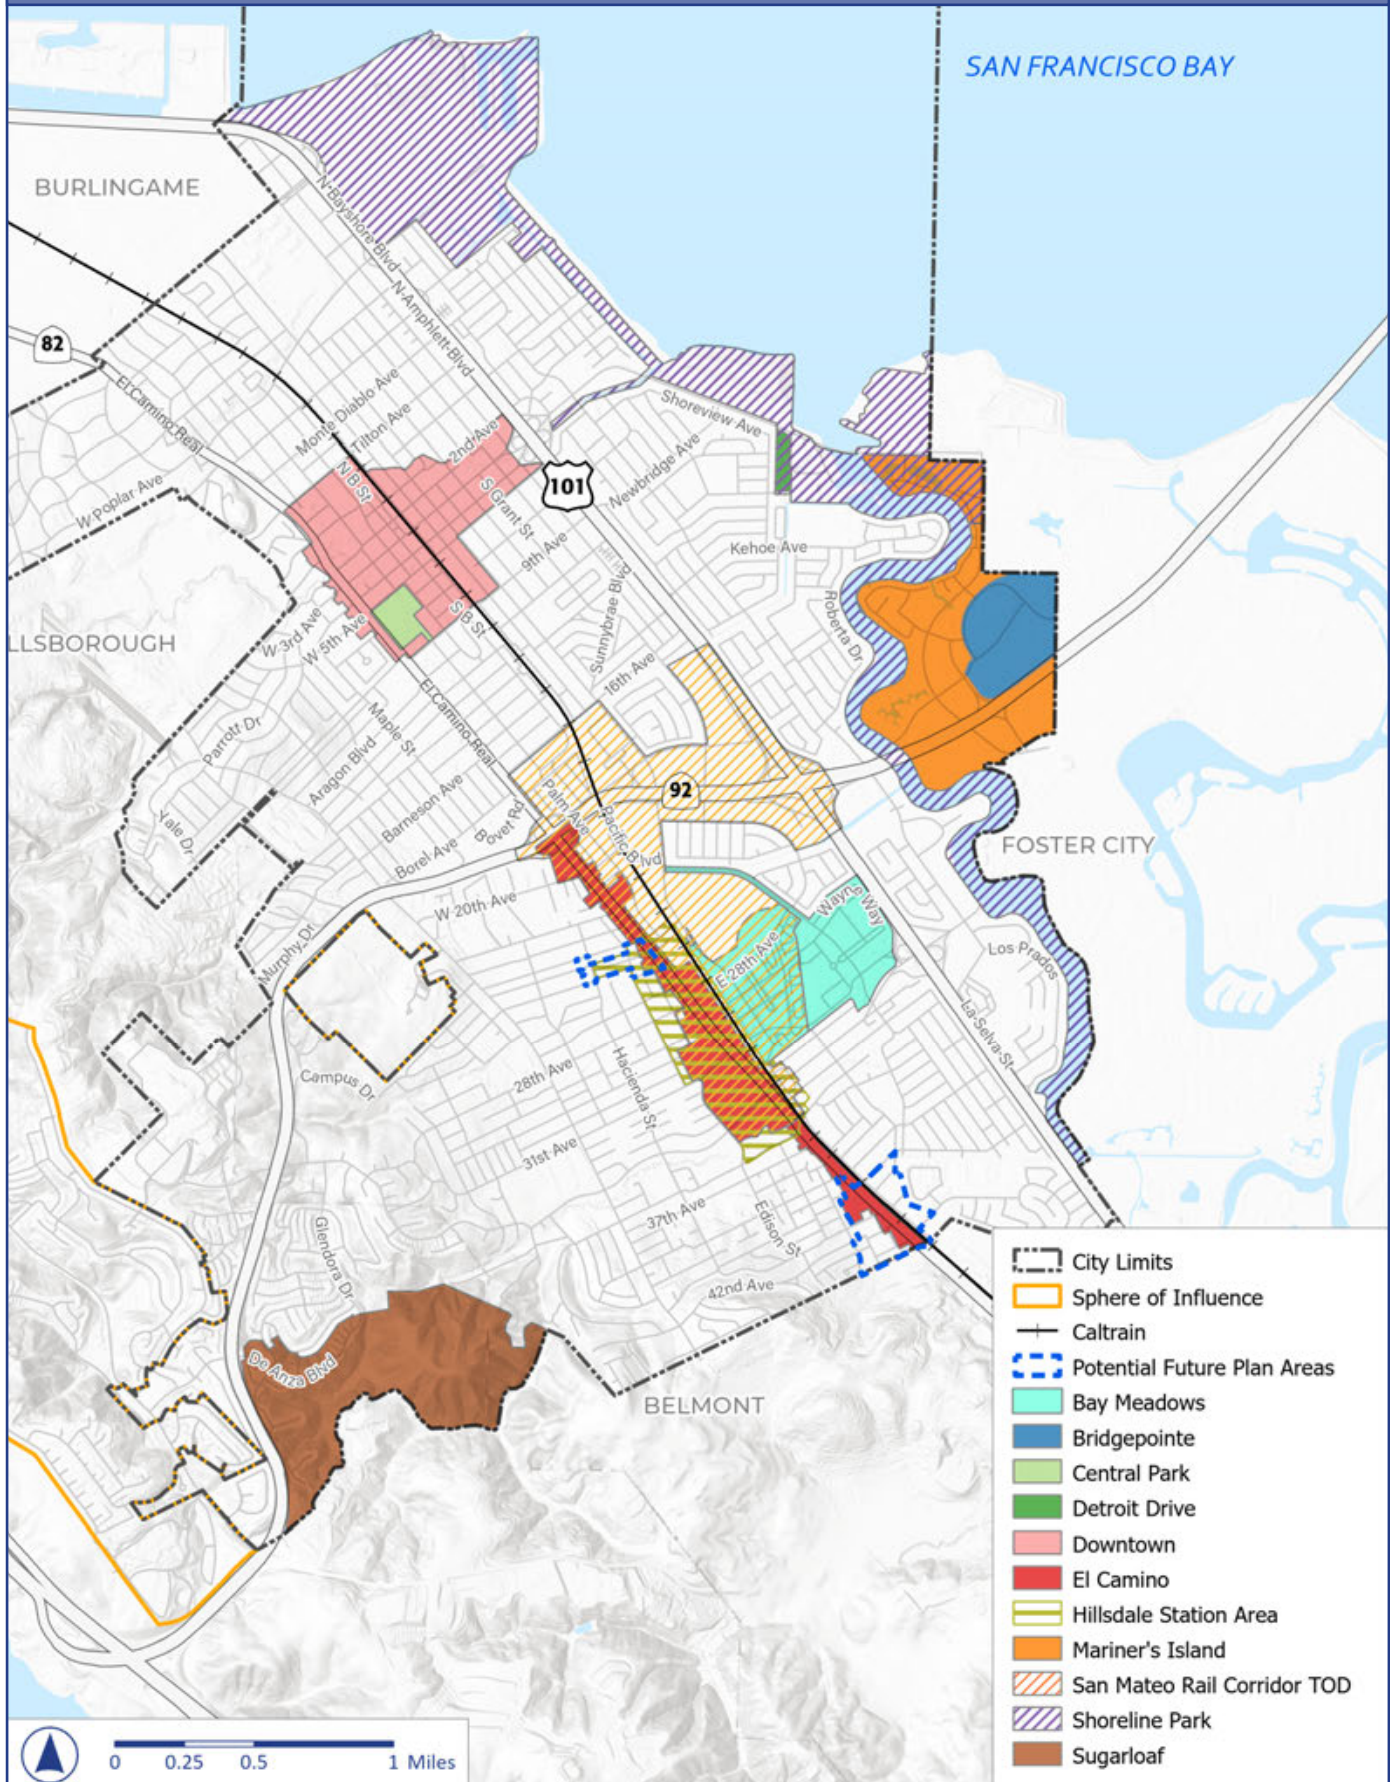 SAN FRANCISCO BAY
BURLINGAME
N Bayshore Blvd
N Amphlett Blvd
82
El Camino Real
Monte Diablo Ave
Tilton Ave
2nd Ave
Shoreview Ave
N B St
101
Newbridge Ave
S Grant St
W Poplar Ave
9th Ave
Kehoe Ave
Sunnybrae Blvd
Roberta Dr
S B St
W 3rd Ave
W 5th Ave
LLSBOROUGH
16th Ave
El Camino Real
Maple St
Parrott Dr
Aragon Blvd
92
Palm Ave
Barneson Ave
Bovet Rd
Pacific Blvd
Yale Dr
Borel Ave
FOSTER CITY
W 20th Ave
Wayne Way
Murphy Dr
E 28th Ave
Los Prados
La Selva St
Campus Dr
28th Ave
Hacienda St
31st Ave
37th Ave
Edison St
Glendora Dr
42nd Ave
De Anza Blvd
BELMONT
City Limits
Sphere of Influence
Caltrain
Potential Future Plan Areas
Bay Meadows
Bridgepointe
Central Park
Detroit Drive
Downtown
El Camino
Hillsdale Station Area
Mariner's Island
San Mateo Rail Corridor TOD
Shoreline Park
Sugarloaf
0 0.25 0.5 1 Miles